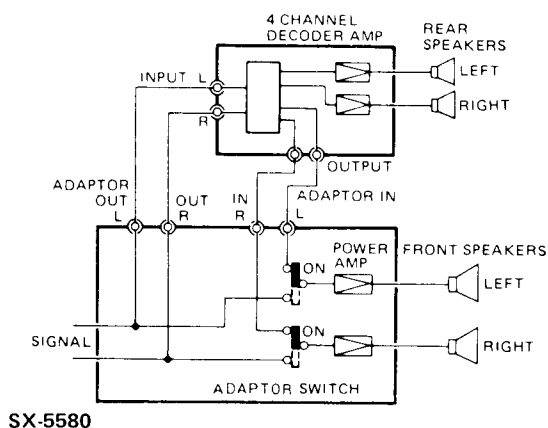 4 CHANNEL
DECODER AMP
REAR
SPEAKERS
INPUT L
LEFT
R
RIGHT
OUTPUT
ADAPTOR
OUT
L
OUT
R
IN
R
ADAPTOR IN
L
POWER
AMP
FRONT SPEAKERS
ON
LEFT
SIGNAL
ON
RIGHT
ADAPTOR SWITCH
SX-5580